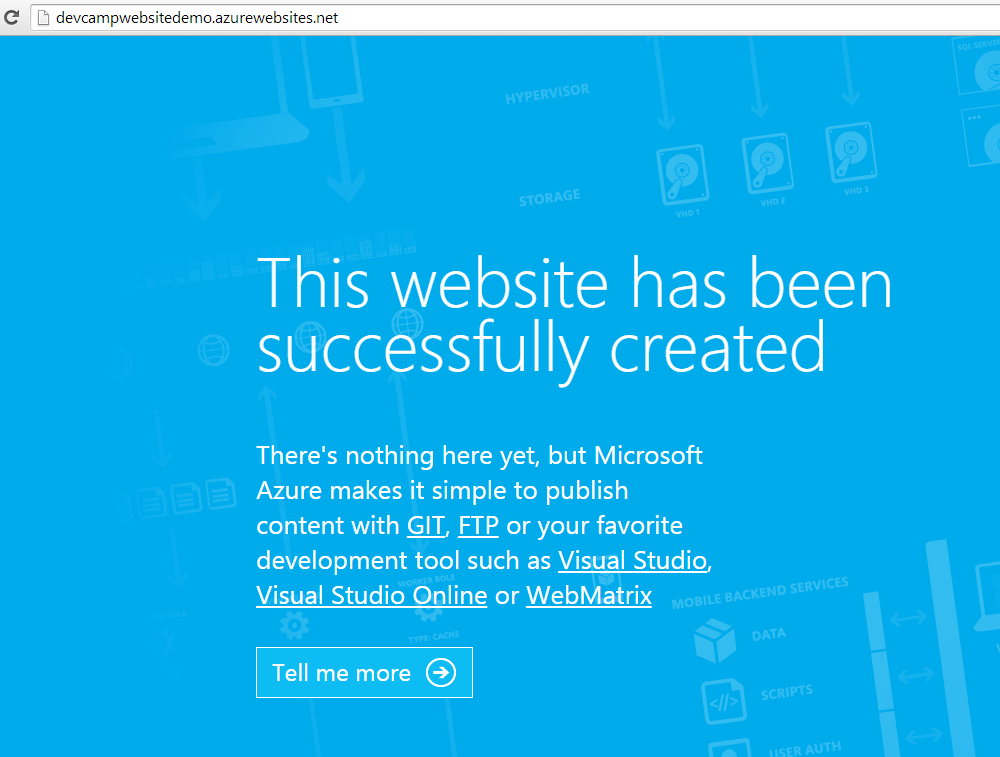 devcampwebsitedemo.azurewebsites.net
SQL SERVER
HYPERVISOR
STORAGE
VHD 1
VHD 2
VHD 3
This website has been
successfully created
There's nothing here yet, but Microsoft
Azure makes it simple to publish
content with GIT, FTP or your favorite
development tool such as Visual Studio,
Visual Studio Online or WebMatrix
WORKER ROLE
TYPE: CACHE
MOBILE BACKEND SERVICES
DATA
SCRIPTS
USER AUTH
Tell me more